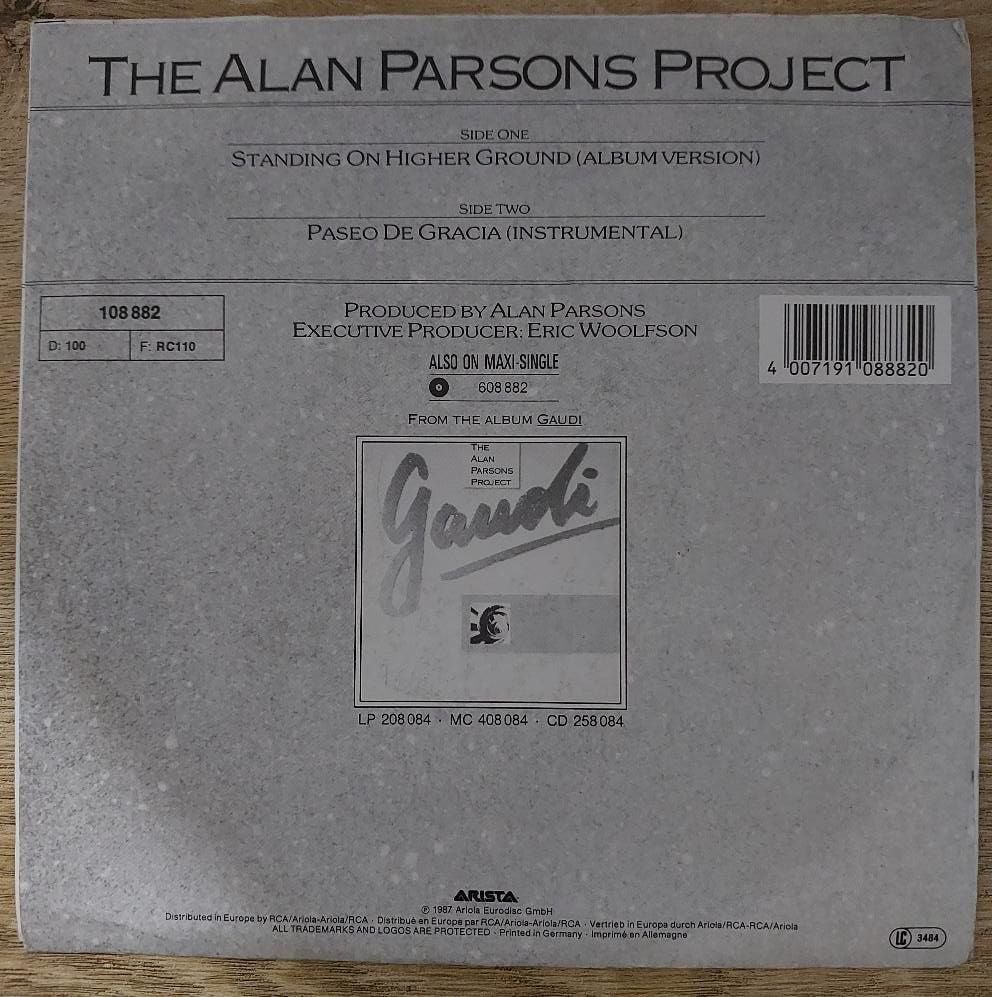 THE ALAN PARSONS PROJECT
SIDE ONE
STANDING ON HIGHER GROUND (ALBUM VERSION)
SIDE TWO
PASEO DE GRACIA (INSTRUMENTAL)
108 882
D: 100
F: RC110
PRODUCED BY ALAN PARSONS
EXECUTIVE PRODUCER: ERIC WOOLFSON
ALSO ON MAXI-SINGLE
608 882
FROM THE ALBUM GAUDI
4 007191 088820
THE
ALAN
PARSONS
PROJECT
Gaudi
LP 208 084 · MC 408 084 · CD 258 084
ARISTA
℗ 1987 Ariola Eurodisc GmbH
Distributed in Europe by RCA/Ariola-Ariola/RCA · Distribué en Europe par RCA/Ariola-Ariola/RCA · Vertrieb in Europa durch Ariola/RCA-RCA/Ariola
ALL TRADEMARKS AND LOGOS ARE PROTECTED · Printed in Germany · Imprimé en Allemagne
LC 3484